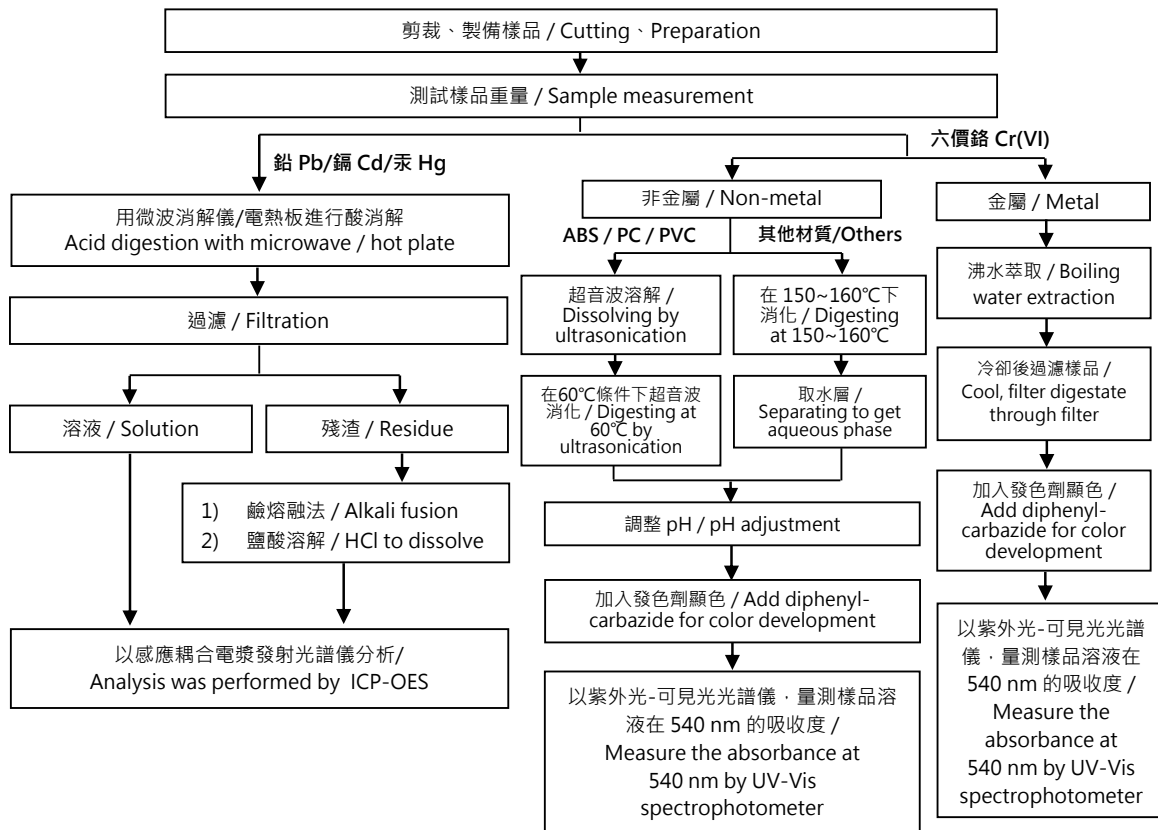 剪裁、製備樣品 / Cutting、Preparation
測試樣品重量 / Sample measurement
鉛 Pb/鎘 Cd/汞 Hg
六價鉻 Cr(VI)
用微波消解儀/電熱板進行酸消解
Acid digestion with microwave / hot plate
過濾 / Filtration
溶液 / Solution
殘渣 / Residue
1) 鹼熔融法 / Alkali fusion
2) 鹽酸溶解 / HCl to dissolve
以感應耦合電漿發射光譜儀分析/
Analysis was performed by ICP-OES
非金屬 / Non-metal
ABS / PC / PVC
其他材質/Others
超音波溶解 /
Dissolving by
ultrasonication
在60℃條件下超音波
消化 / Digesting at
60℃ by
ultrasonication
在 150~160℃下
消化 / Digesting
at 150~160℃
取水層 /
Separating to get
aqueous phase
調整 pH / pH adjustment
加入發色劑顯色 / Add diphenyl-
carbazide for color development
以紫外光-可見光光譜儀，量測樣品溶
液在 540 nm 的吸收度 /
Measure the absorbance at
540 nm by UV-Vis
spectrophotometer
金屬 / Metal
沸水萃取 / Boiling
water extraction
冷卻後過濾樣品 /
Cool, filter digestate
through filter
加入發色劑顯色 /
Add diphenyl-
carbazide for color
development
以紫外光-可見光光譜
儀，量測樣品溶液在
540 nm 的吸收度 /
Measure the
absorbance at
540 nm by UV-Vis
spectrophotometer